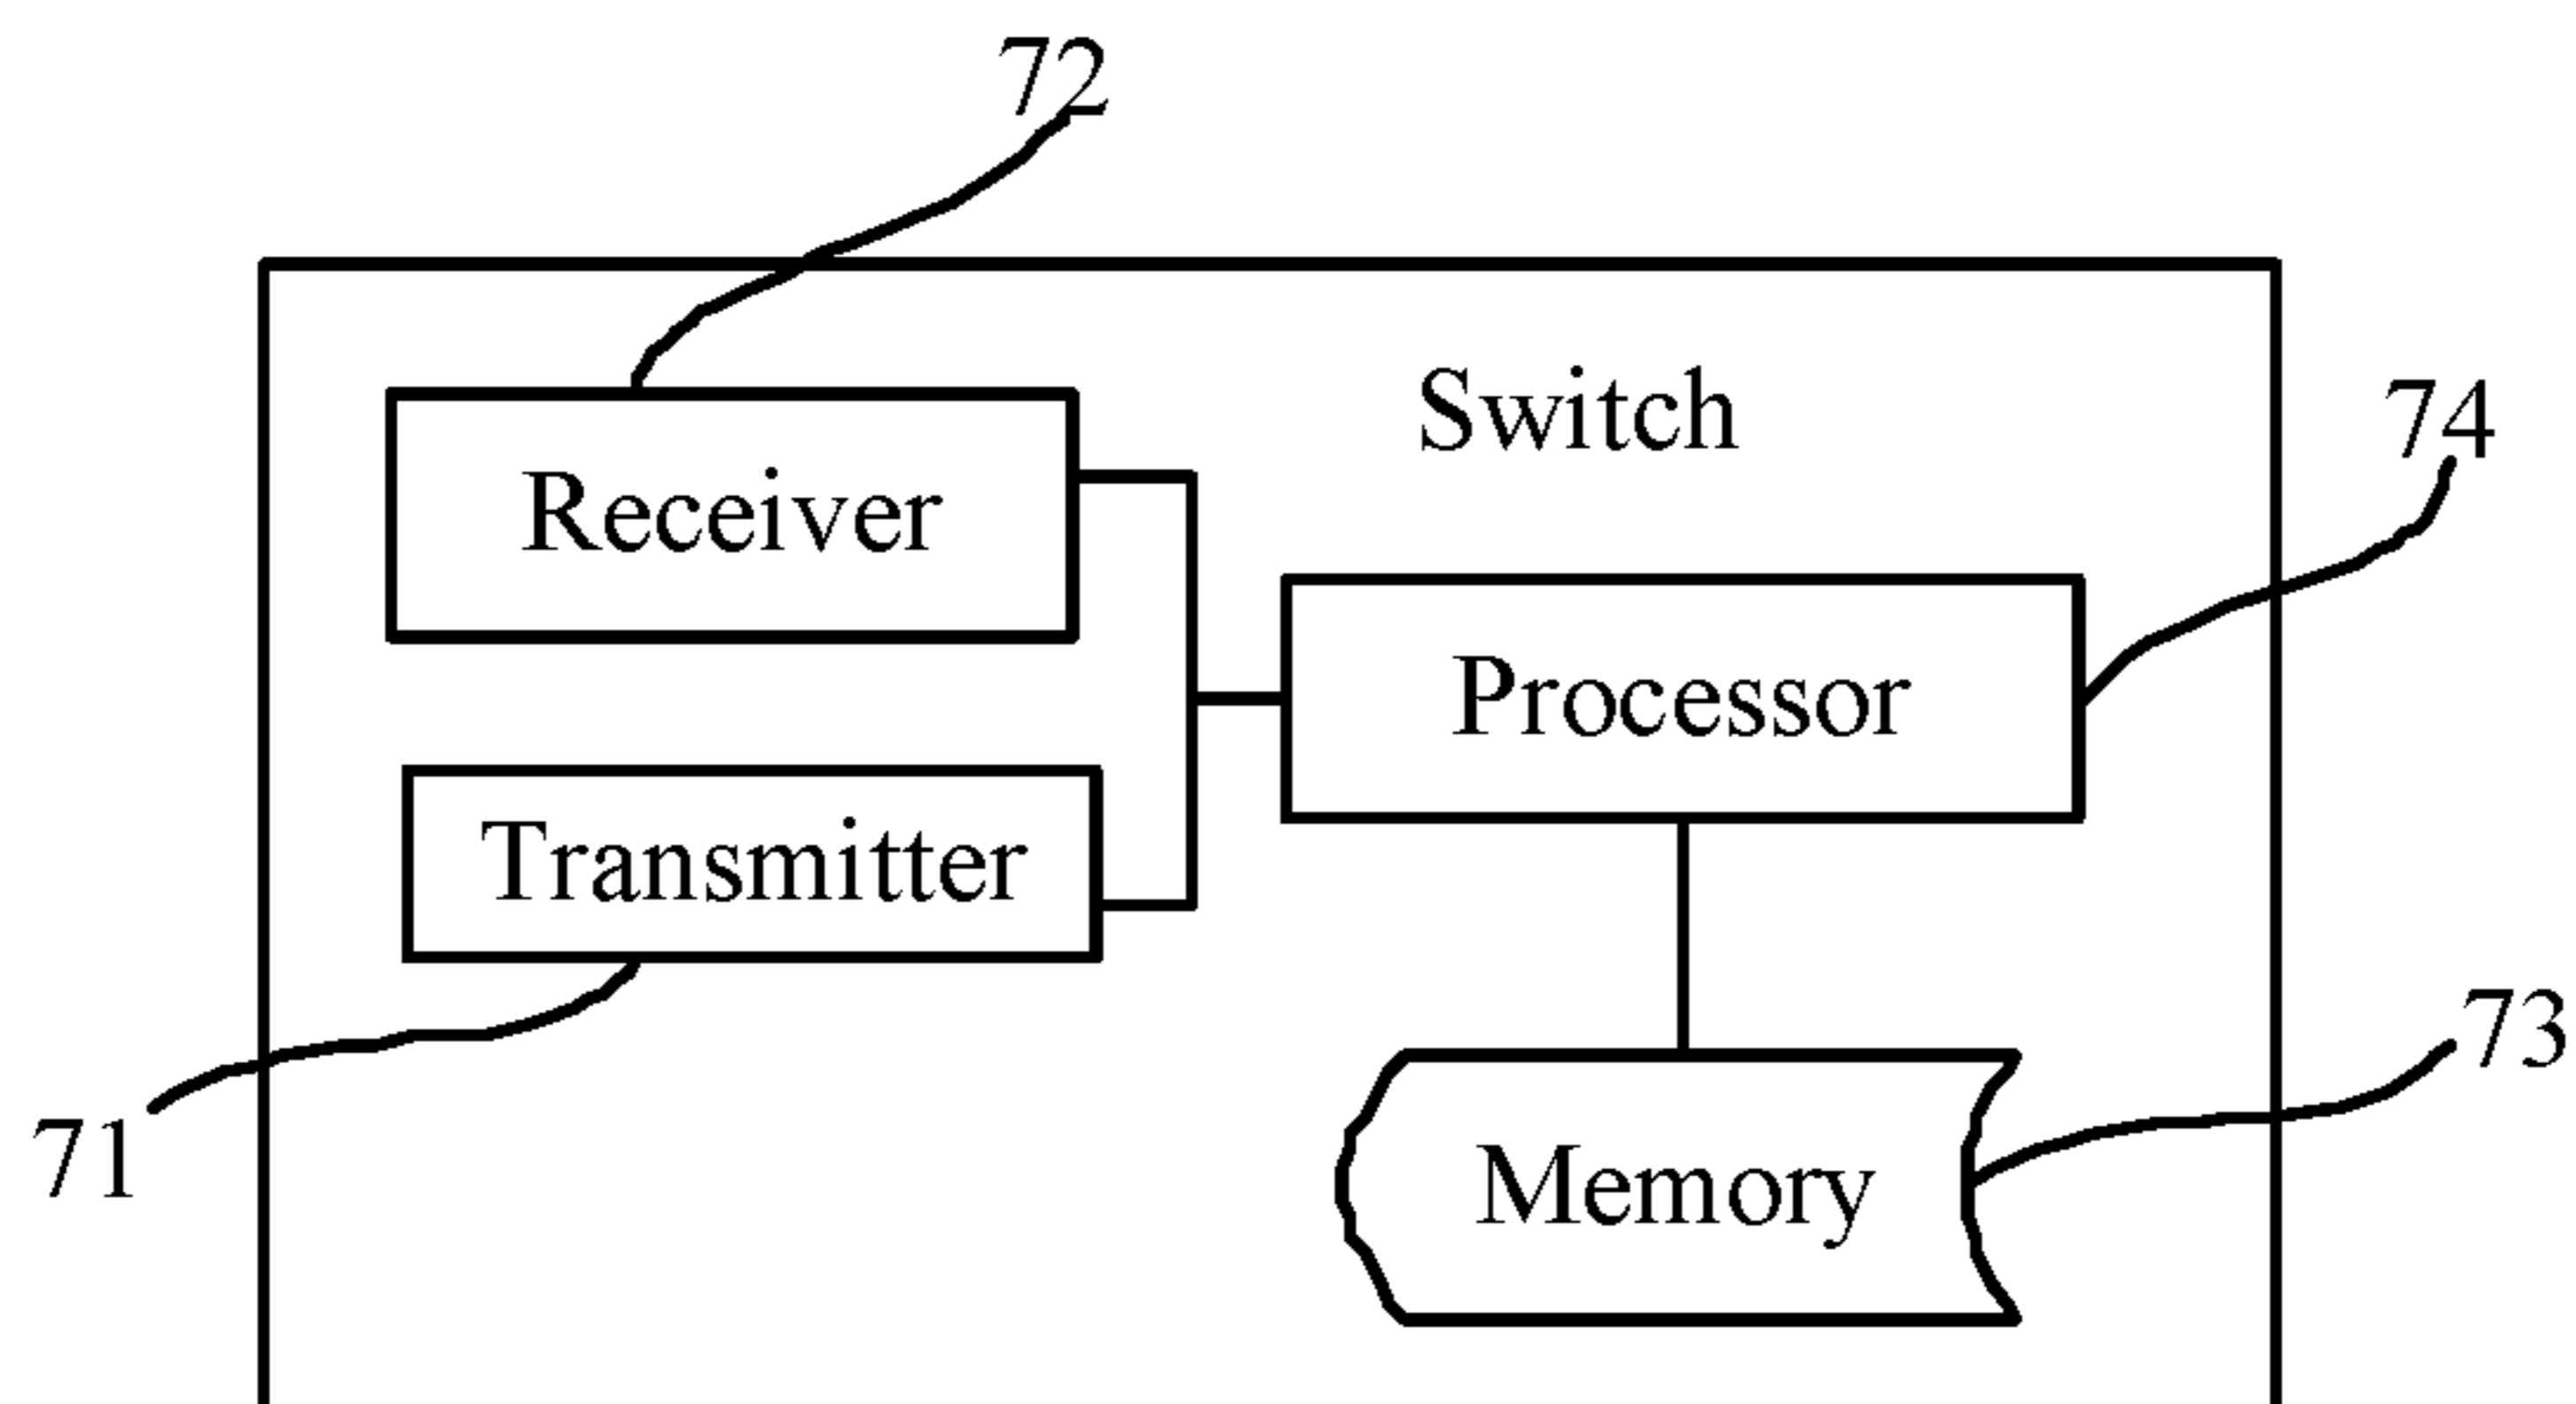 72
Switch
74
Receiver
Processor
Transmitter
73
71
Memory